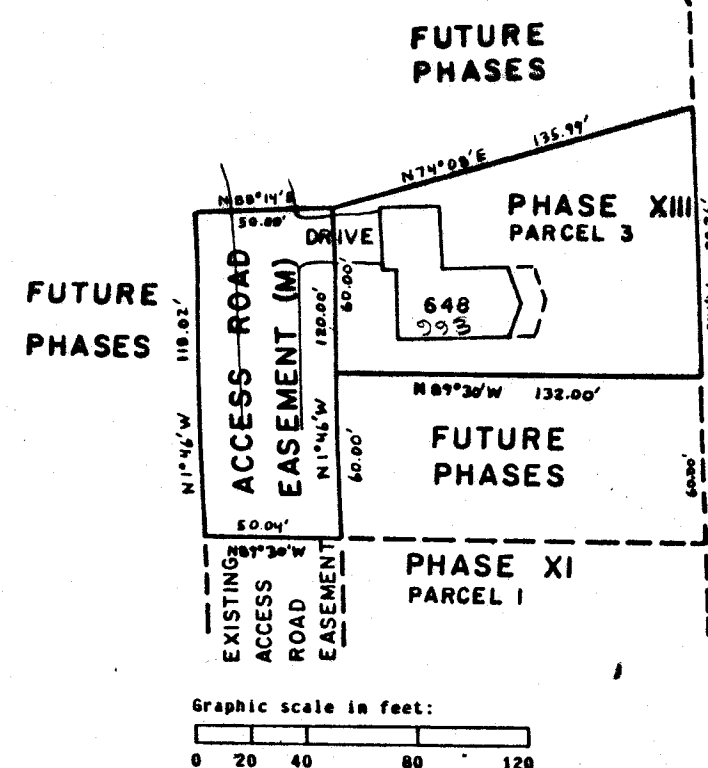 FUTURE
PHASES
N74°08'E
135.99'
N88°14'E
50.00'
DRIVE
PHASE XIII
PARCEL 3
FUTURE
PHASES
118.02'
N1°46'W
ACCESS ROAD
EASEMENT (M)
120.00'
N1°46'W
60.00'
60.00'
648
993
N89°30'W 132.00'
FUTURE
PHASES
60.00'
50.04'
N89°30'W
EXISTING
ACCESS
ROAD
EASEMENT
PHASE XI
PARCEL 1
Graphic scale in feet:
0 20 40 80 120